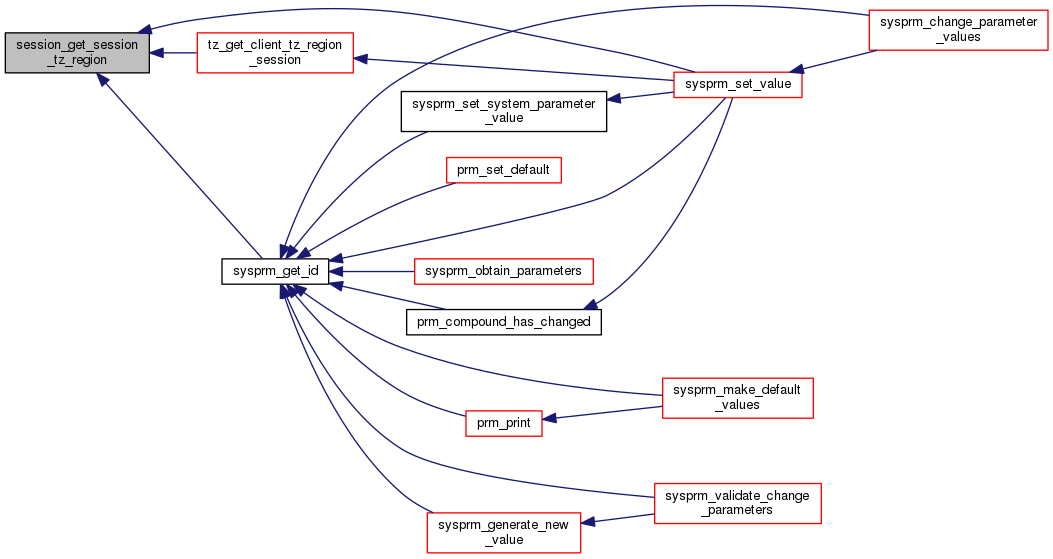 session_get_session
_tz_region
tz_get_client_tz_region
_session
sysprm_change_parameter
_values
sysprm_set_value
sysprm_set_system_parameter
_value
prm_set_default
sysprm_get_id
sysprm_obtain_parameters
prm_compound_has_changed
sysprm_make_default
_values
prm_print
sysprm_validate_change
_parameters
sysprm_generate_new
_value